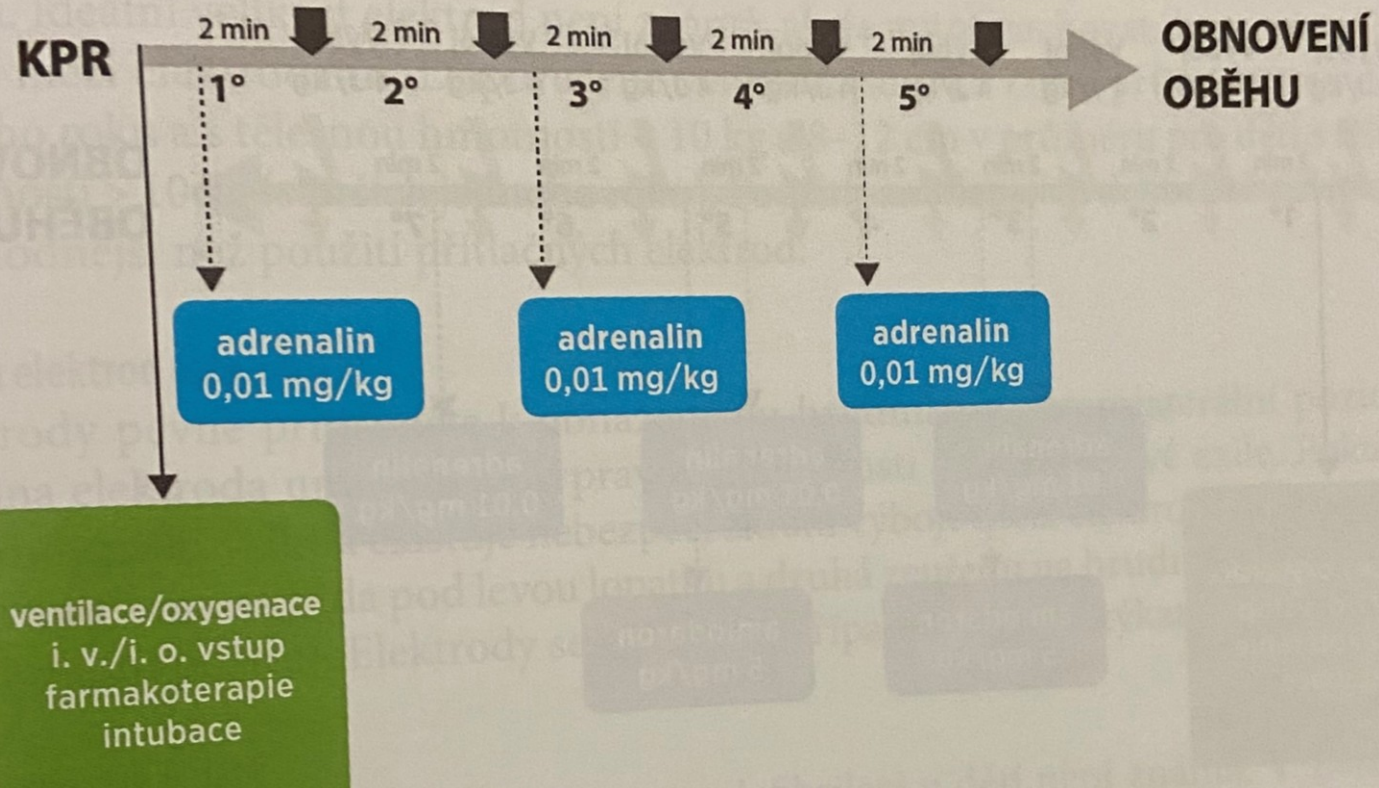 2 min 2 min 2 min 2 min 2 min
KPR
OBNOVENÍ
OBĚHU
1° 2° 3° 4° 5°
adrenalin
0,01 mg/kg
adrenalin
0,01 mg/kg
adrenalin
0,01 mg/kg
ventilace/oxygenace
i. v./i. o. vstup
farmakoterapie
intubace